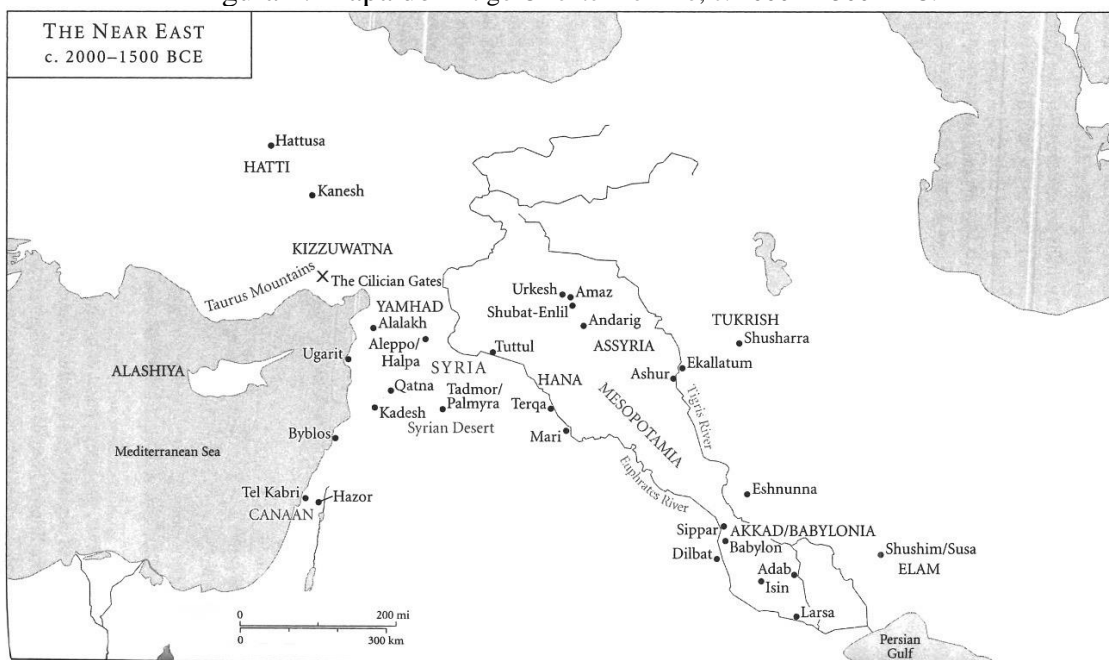 THE NEAR EAST
c. 2000–1500 BCE
Hattusa
HATTI
Kanesh
KIZZUWATNA
Taurus Mountains
The Cilician Gates
YAMHAD
Alalakh
Aleppo/
Halpa
Ugarit
SYRIA
ALASHIYA
Qatna
Tadmor/
Palmyra
Kadesh
Syrian Desert
Byblos
Mediterranean Sea
Tel Kabri
Hazor
CANAAN
Urkesh
Amaz
Shubat-Enlil
Andarig
ASSYRIA
Tuttul
HANA
Terqa
Mari
MESOPOTAMIA
TUKRISH
Shusharra
Ekallatum
Ashur
Tigris River
Euphrates River
Eshnunna
Sippar
AKKAD/BABYLONIA
Babylon
Dilbat
Adab
Isin
Larsa
Shushim/Susa
ELAM
Persian
Gulf
0 200 mi
0 300 km